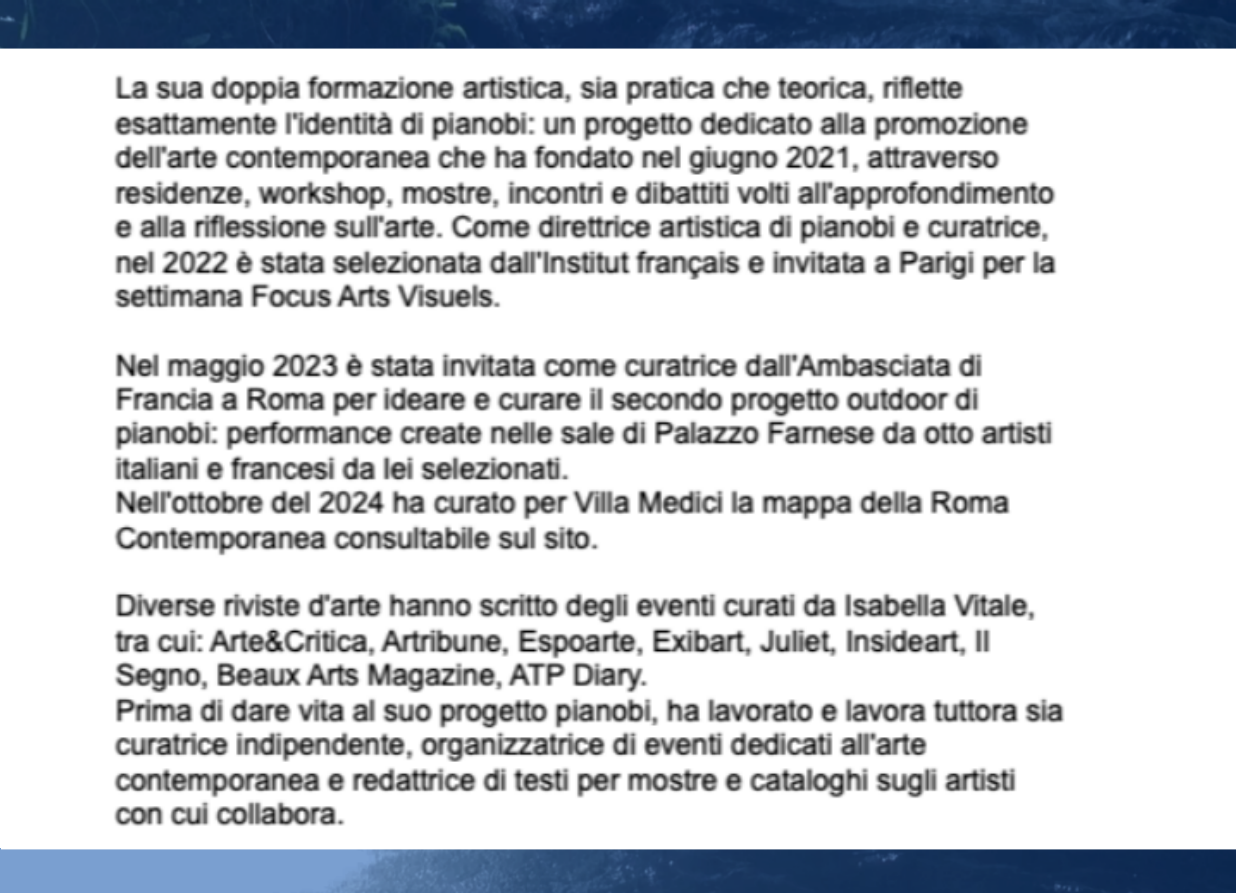 La sua doppia formazione artistica, sia pratica che teorica, riflette
esattamente l'identità di pianobi: un progetto dedicato alla promozione
dell'arte contemporanea che ha fondato nel giugno 2021, attraverso
residenze, workshop, mostre, incontri e dibattiti volti all'approfondimento
e alla riflessione sull'arte. Come direttrice artistica di pianobi e curatrice,
nel 2022 è stata selezionata dall'Institut français e invitata a Parigi per la
settimana Focus Arts Visuels.
Nel maggio 2023 è stata invitata come curatrice dall'Ambasciata di
Francia a Roma per ideare e curare il secondo progetto outdoor di
pianobi: performance create nelle sale di Palazzo Farnese da otto artisti
italiani e francesi da lei selezionati.
Nell'ottobre del 2024 ha curato per Villa Medici la mappa della Roma
Contemporanea consultabile sul sito.
Diverse riviste d'arte hanno scritto degli eventi curati da Isabella Vitale,
tra cui: Arte&Critica, Artribune, Espoarte, Exibart, Juliet, Insideart, Il
Segno, Beaux Arts Magazine, ATP Diary.
Prima di dare vita al suo progetto pianobi, ha lavorato e lavora tuttora sia
curatrice indipendente, organizzatrice di eventi dedicati all'arte
contemporanea e redattrice di testi per mostre e cataloghi sugli artisti
con cui collabora.